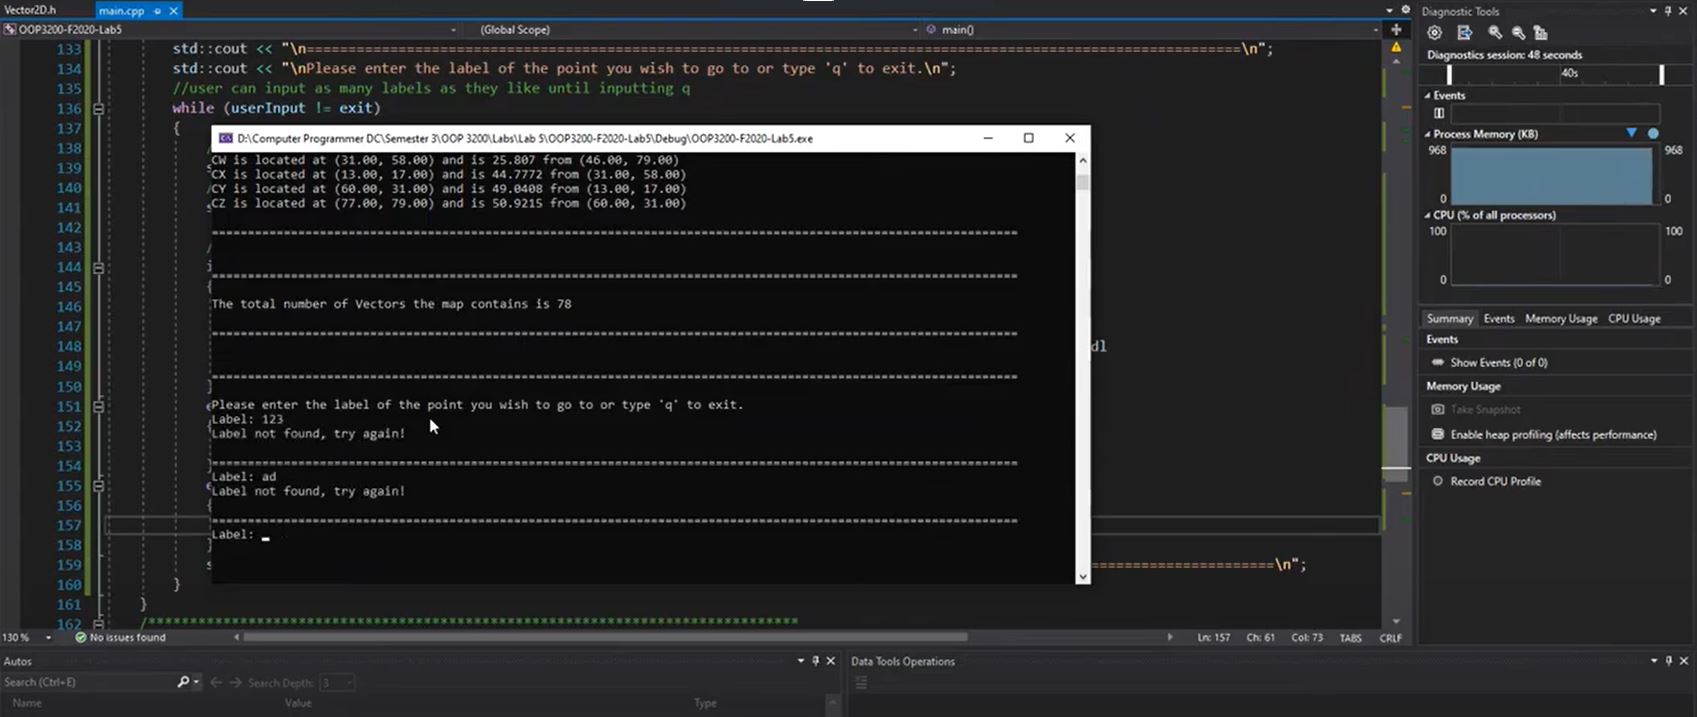 Vector2D.h main.cpp
OOP3200-F2020-Lab5 (Global Scope) main()
133 std::cout << "\n=============================================================================================\n";
134 std::cout << "\nPlease enter the label of the point you wish to go to or type 'q' to exit.\n";
135 //user can input as many labels as they like until inputting q
136 while (userInput != exit)
137 {
D:\Computer Programmer DC\Semester 3\OOP 3200\Labs\Lab 5\OOP3200-F2020-Lab5\Debug\OOP3200-F2020-Lab5.exe
138
CW is located at (31.00, 58.00) and is 25.807 from (46.00, 79.00)
139 s
CX is located at (13.00, 17.00) and is 44.7772 from (31.00, 58.00)
140 /
CY is located at (60.00, 31.00) and is 49.0408 from (13.00, 17.00)
141 s
CZ is located at (77.00, 79.00) and is 50.9215 from (60.00, 31.00)
142
================================================================================================================
143 /
144 i
================================================================================================================
145 {
146
The total number of Vectors the map contains is 78
147
================================================================================================================
148 dl
149
================================================================================================================
150 }
151 e
Please enter the label of the point you wish to go to or type 'q' to exit.
Label: 123
152 {
Label not found, try again!
153
154 }
================================================================================================================
155 e
Label: ad
156 {
Label not found, try again!
157
================================================================================================================
158 }
Label:
159 s =========================\n";
160 }
161 }
162 /*********************************************************************************
130 % No issues found Ln: 157 Ch: 61 Col: 73 TABS CRLF
Autos
Search (Ctrl+E) Search Depth: 3
Name Value Type
Data Tools Operations
Diagnostic Tools
Diagnostics session: 48 seconds
40s
Events
Process Memory (KB)
968 968
0 0
CPU (% of all processors)
100 100
0 0
Summary Events Memory Usage CPU Usage
Events
Show Events (0 of 0)
Memory Usage
Take Snapshot
Enable heap profiling (affects performance)
CPU Usage
Record CPU Profile